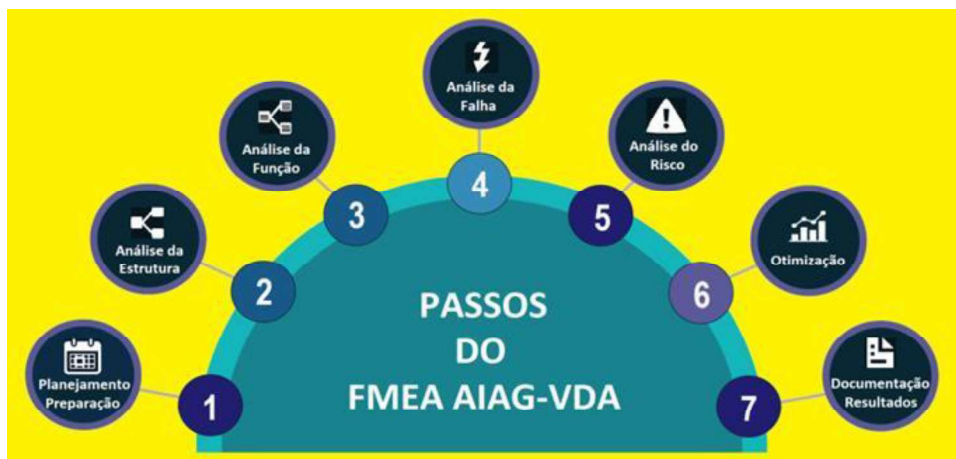 Planejamento
Preparação
1
Análise da
Estrutura
2
Análise da
Função
3
Análise da
Falha
4
Análise do
Risco
5
Otimização
6
Documentação
Resultados
7
PASSOS
DO
FMEA AIAG-VDA